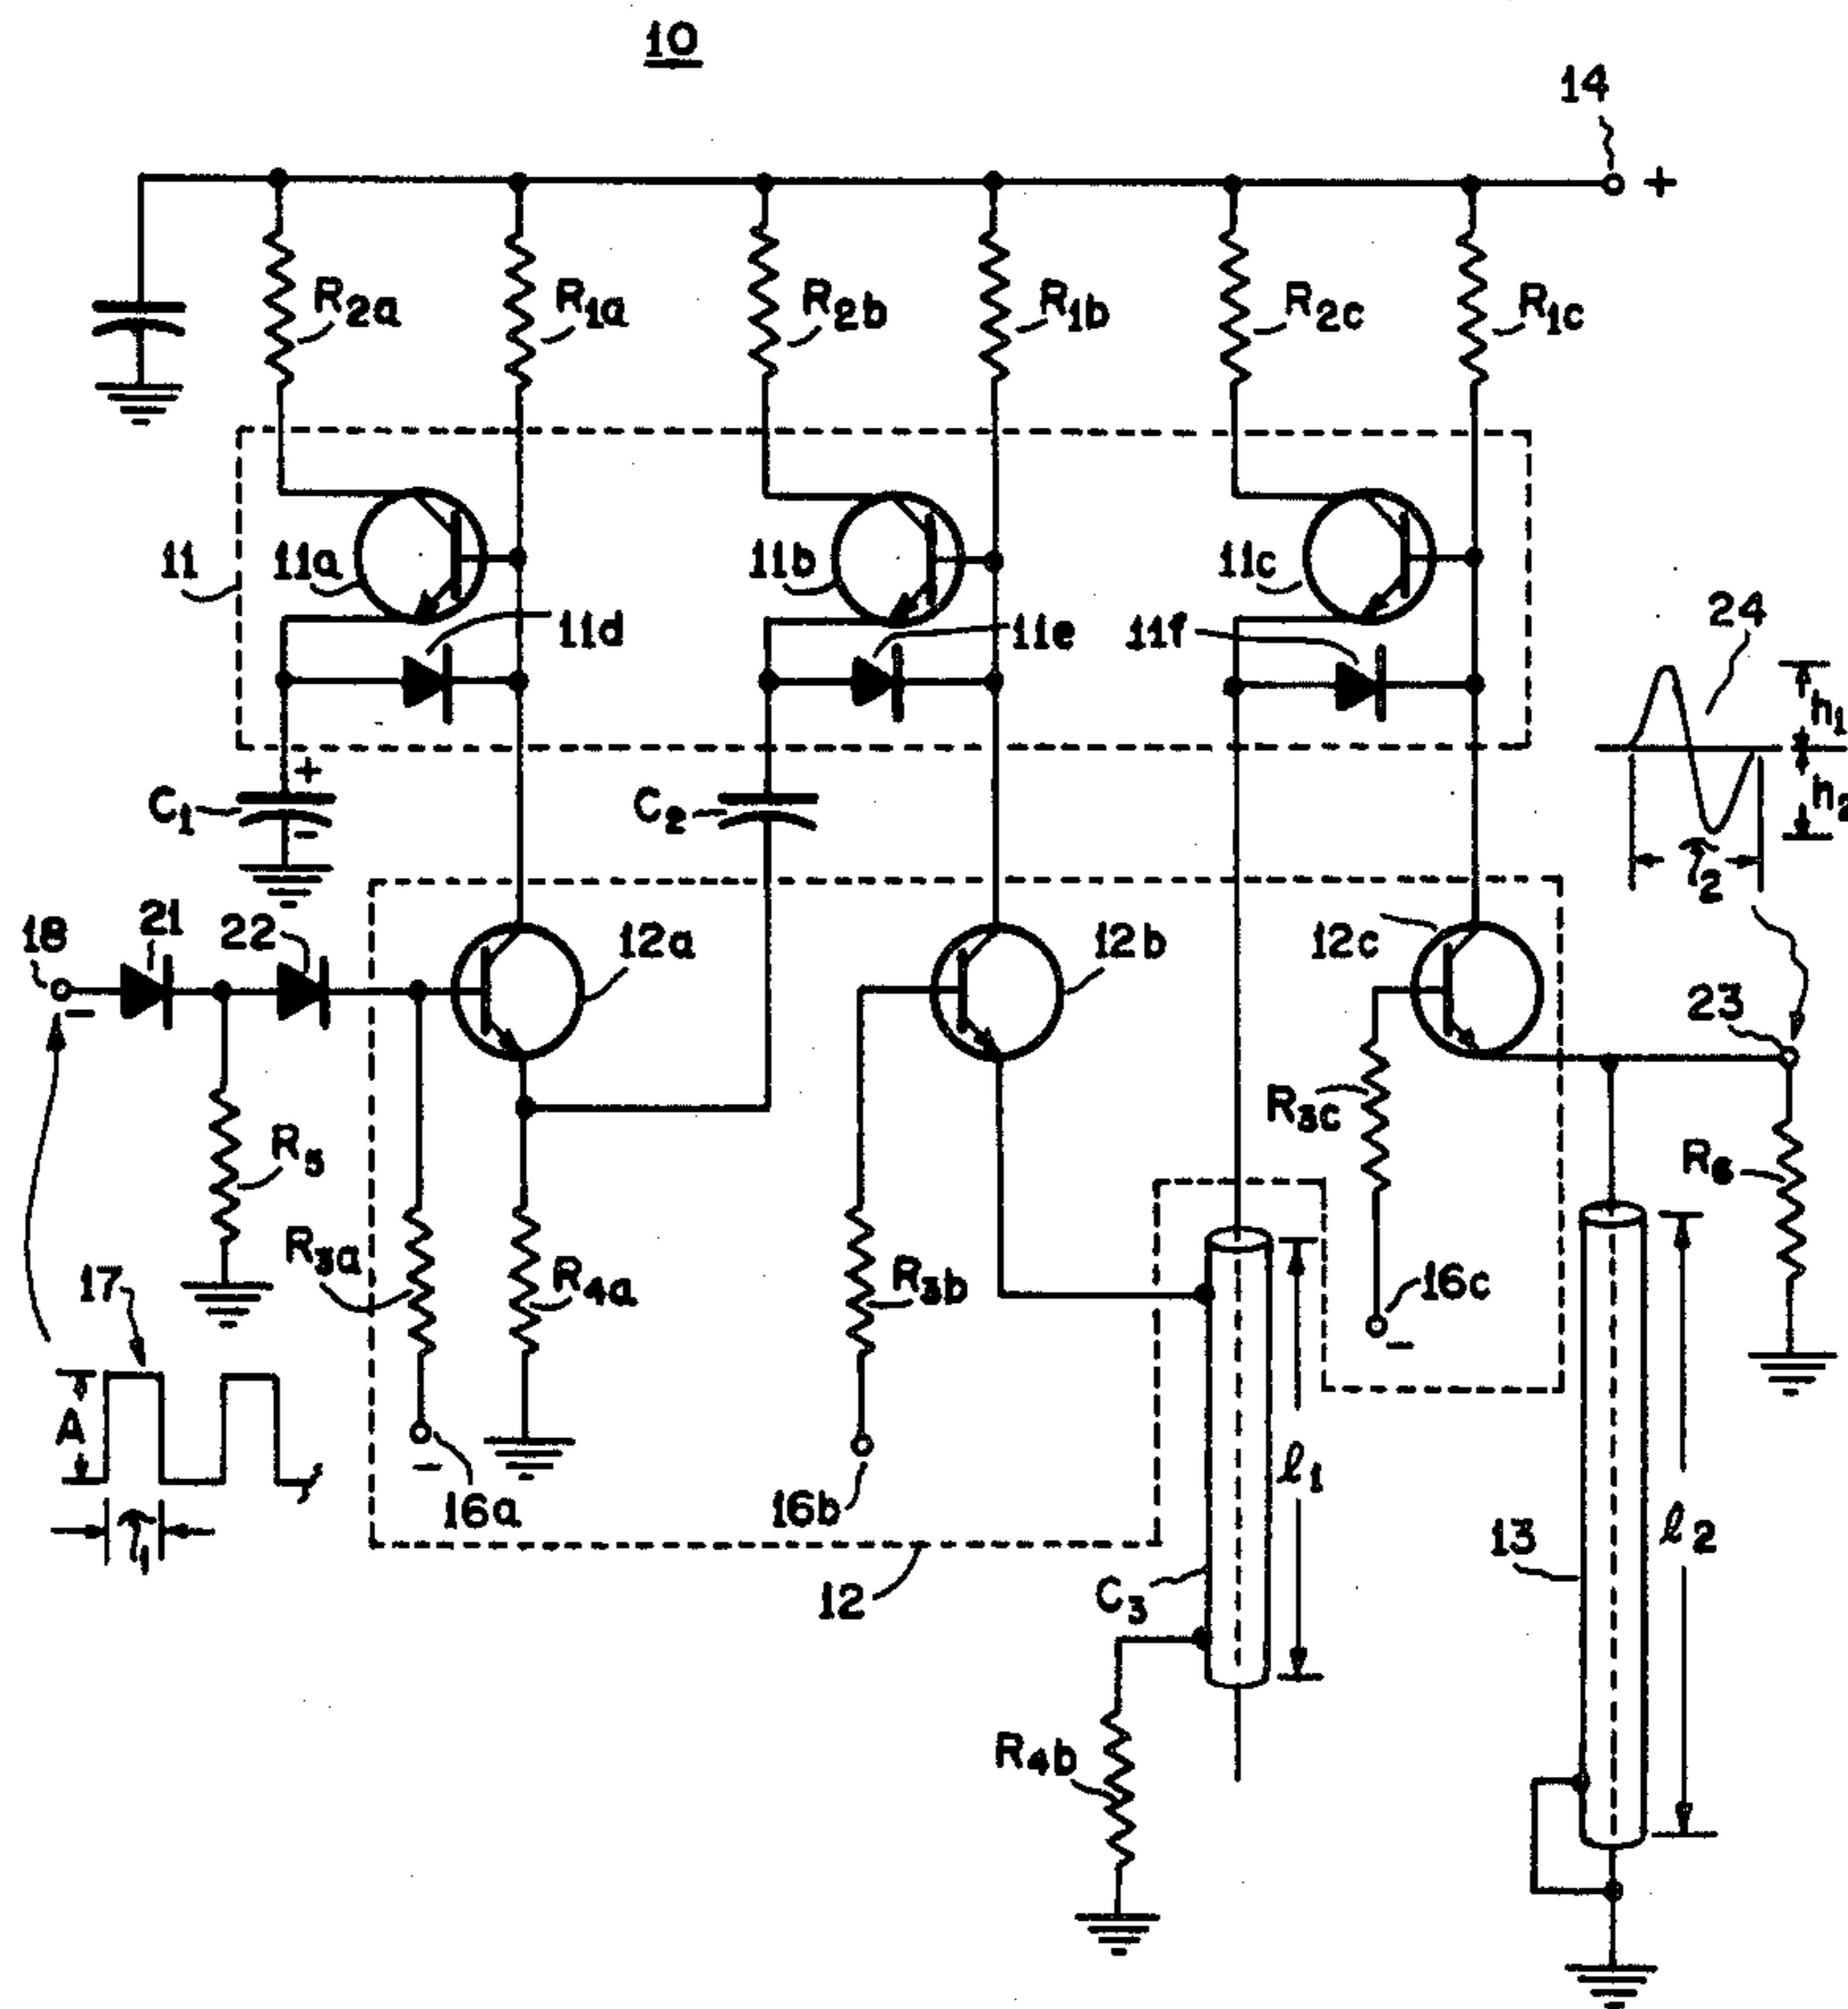 10
14
+
R2a
R1a
R2b
R1b
R2c
R1c
11
11a
11b
11c
11d
11e
11f
24
h1
h2
τ2
C1
+
-
C2
18
-
21
22
12a
12b
12c
23
R5
R3a
R4a
R3b
R3c
R6
17
A
τ1
16a
-
16b
16c
-
12
C3
ℓ1
13
ℓ2
R4b